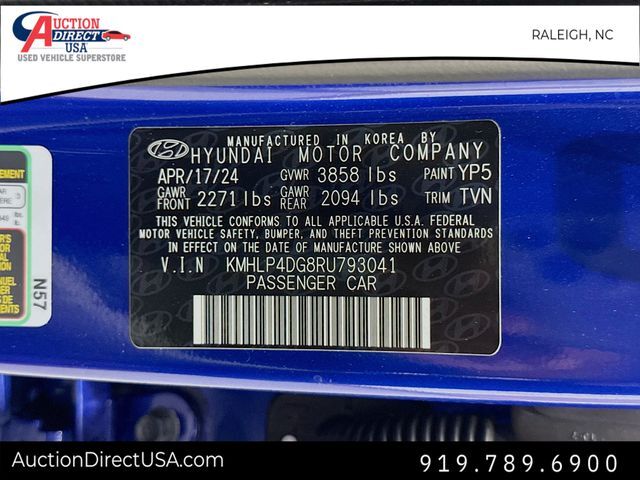 AUCTION
DIRECT
USA
USED VEHICLE SUPERSTORE
RALEIGH, NC
MANUFACTURED IN KOREA BY
HYUNDAI MOTOR COMPANY
APR/17/24 GVWR 3858 lbs PAINT YP5
GAWR FRONT 2271 lbs GAWR REAR 2094 lbs TRIM TVN
THIS VEHICLE CONFORMS TO ALL APPLICABLE U.S.A. FEDERAL
MOTOR VEHICLE SAFETY, BUMPER, AND THEFT PREVENTION STANDARDS
IN EFFECT ON THE DATE OF MANUFACTURE SHOWN ABOVE
V.I.N KMHLP4DG8RU793041
PASSENGER CAR
N57
AuctionDirectUSA.com
919.789.6900